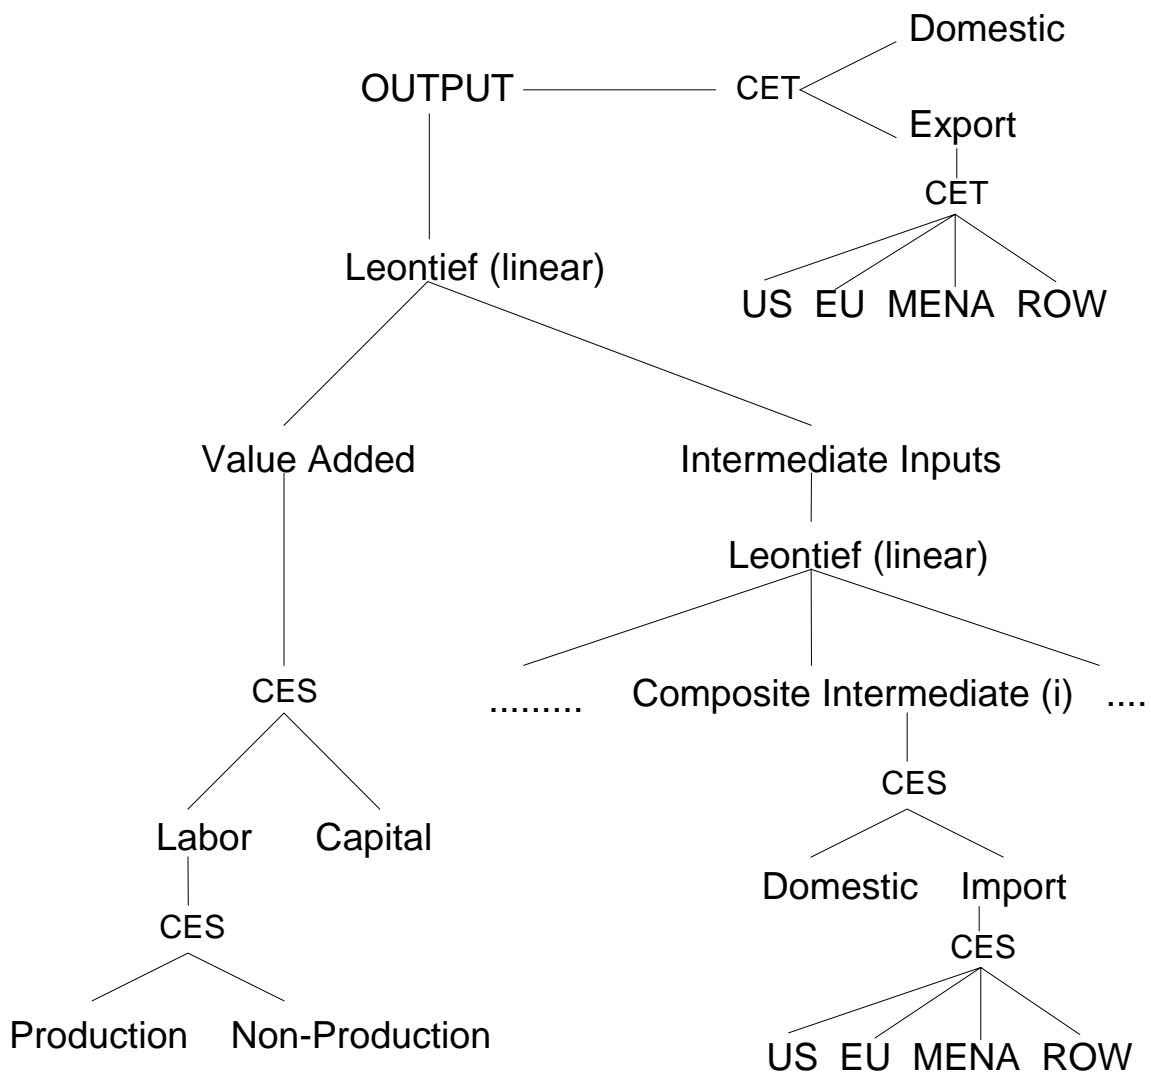 Domestic
OUTPUT CET
Export
CET
Leontief (linear)
US EU MENA ROW
Value Added Intermediate Inputs
Leontief (linear)
CES ......... Composite Intermediate (i) ....
CES
Labor Capital
Domestic Import
CES
CES
Production Non-Production
US EU MENA ROW